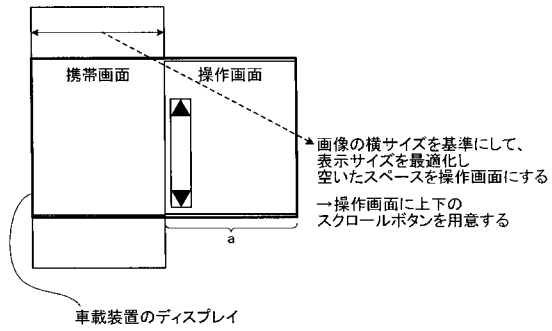 携帯画面
操作画面
画像の横サイズを基準にして、
表示サイズを最適化し
空いたスペースを操作画面にする
→操作画面に上下の
スクロールボタンを用意する
a
車載装置のディスプレイ